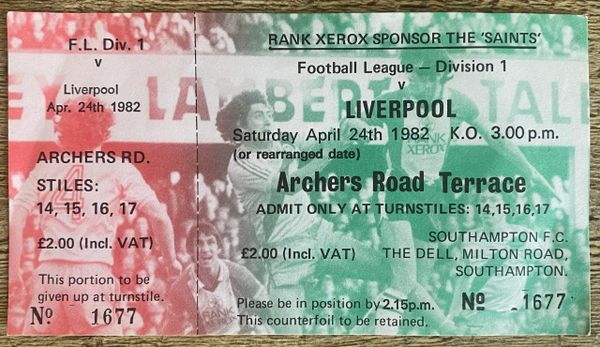 F.L. Div. 1
v
Liverpool
Apr. 24th 1982
ARCHERS RD.
STILES:
14, 15, 16, 17
£2.00 (Incl. VAT)
This portion to be
given up at turnstile.
No 1677
RANK XEROX SPONSOR THE 'SAINTS'
Football League – Division 1
v
LIVERPOOL
Saturday April 24th 1982 K.O. 3.00 p.m.
(or rearranged date)
Archers Road Terrace
ADMIT ONLY AT TURNSTILES: 14,15,16,17
£2.00 (Incl. VAT)
SOUTHAMPTON F.C.
THE DELL, MILTON ROAD,
SOUTHAMPTON.
Please be in position by 2.15p.m.
This counterfoil to be retained.
No 1677
LAMBERT
RANK
XEROX